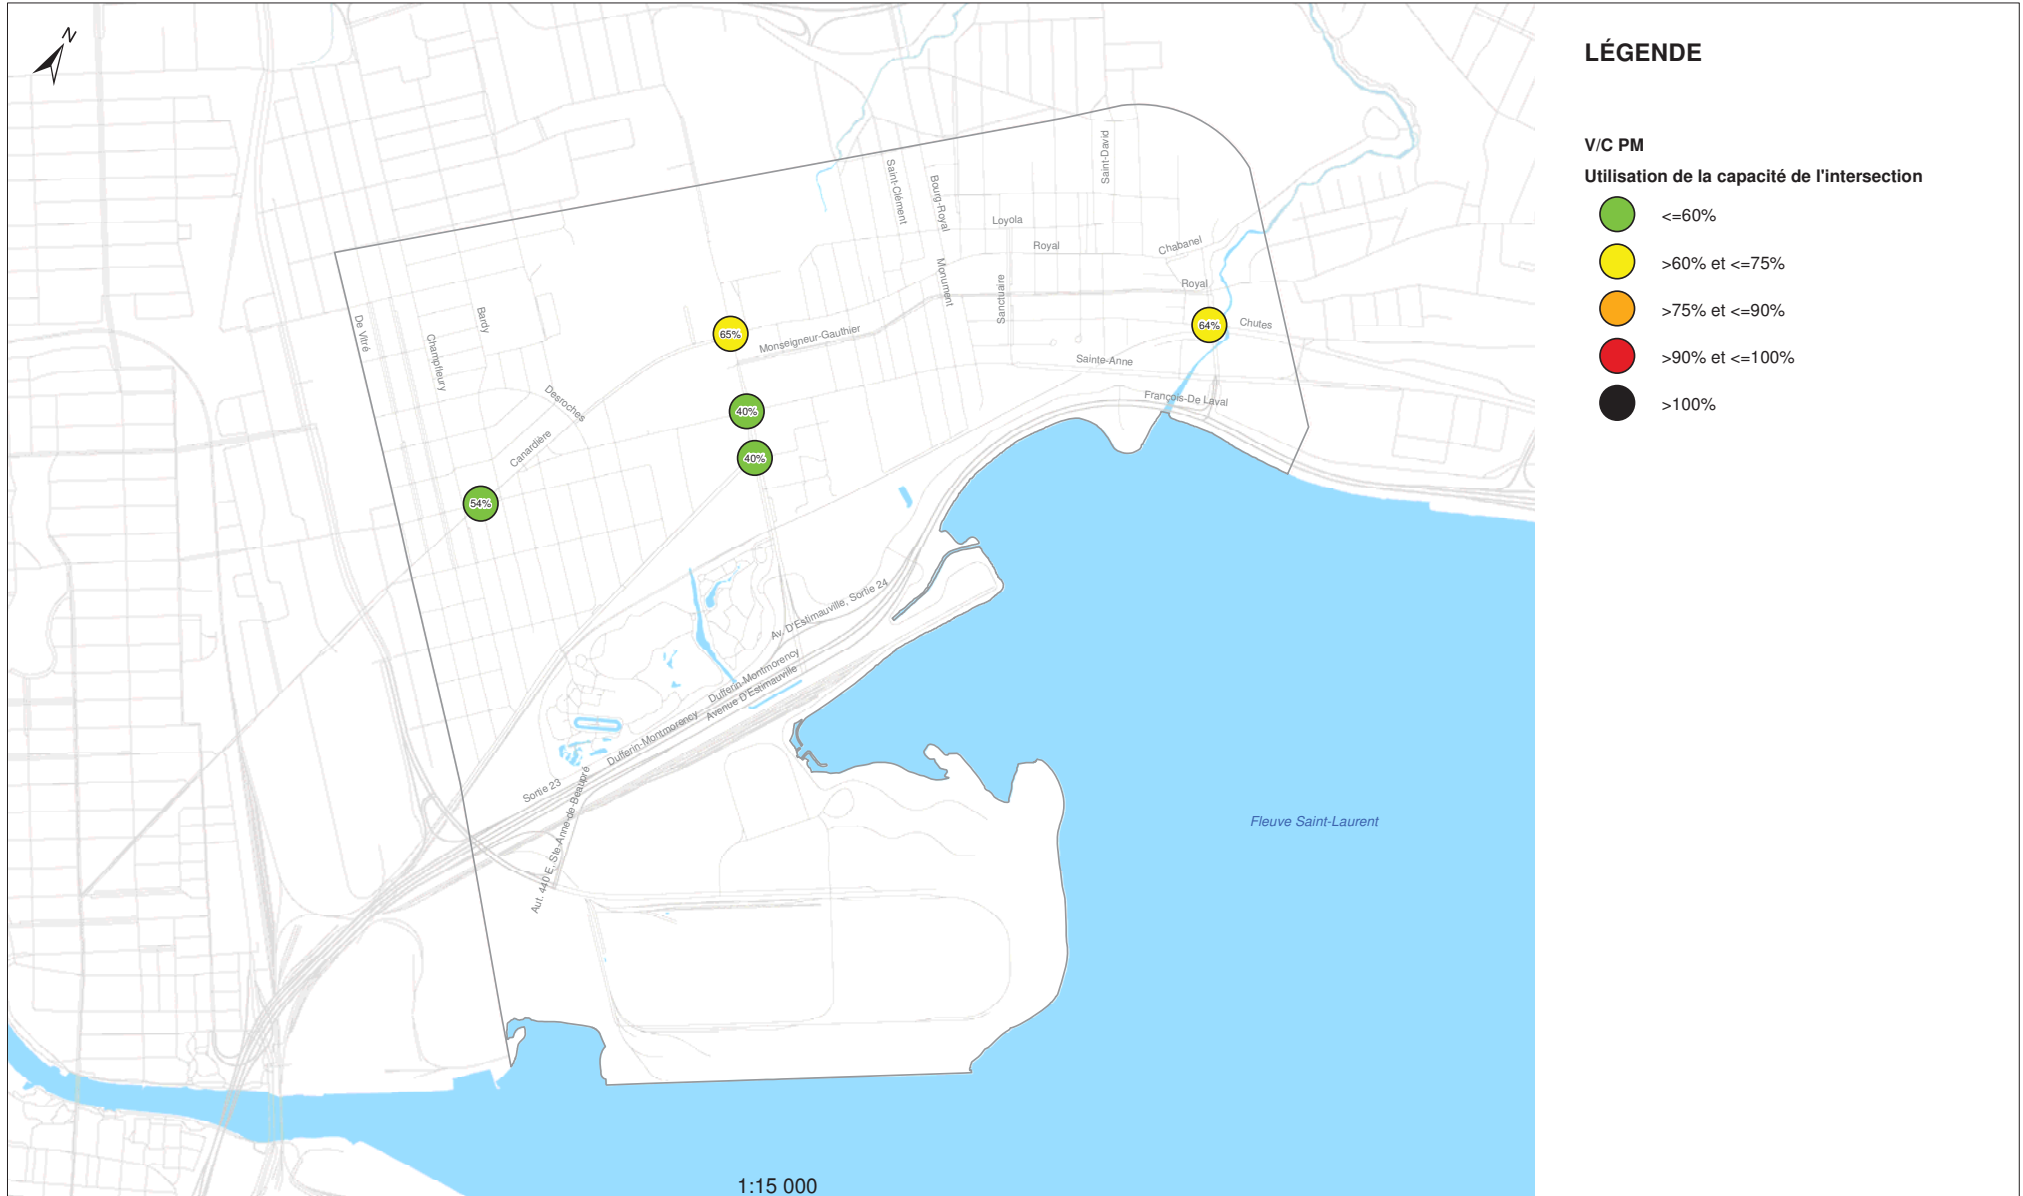 N
LÉGENDE
V/C PM
Utilisation de la capacité de l'intersection
<=60%
>60% et <=75%
>75% et <=90%
>90% et <=100%
>100%
Saint-David
Saint-Clément
Bourg-Royal
Loyola
Royal
Chabanel
Monument
Sanctuaire
Royal
De Vitré
Bardy
Champfleury
65%
Monseigneur-Gauthier
64%
Chutes
Sainte-Anne
François-De Laval
Desroches
40%
Canardière
40%
54%
Av. D'Estimauville, Sortie 24
Dufferin-Montmorency
Avenue D'Estimauville
Dufferin-Montmorency
Sortie 23
Aut. 440 E, Ste-Anne-de-Beaupré
Fleuve Saint-Laurent
1:15 000